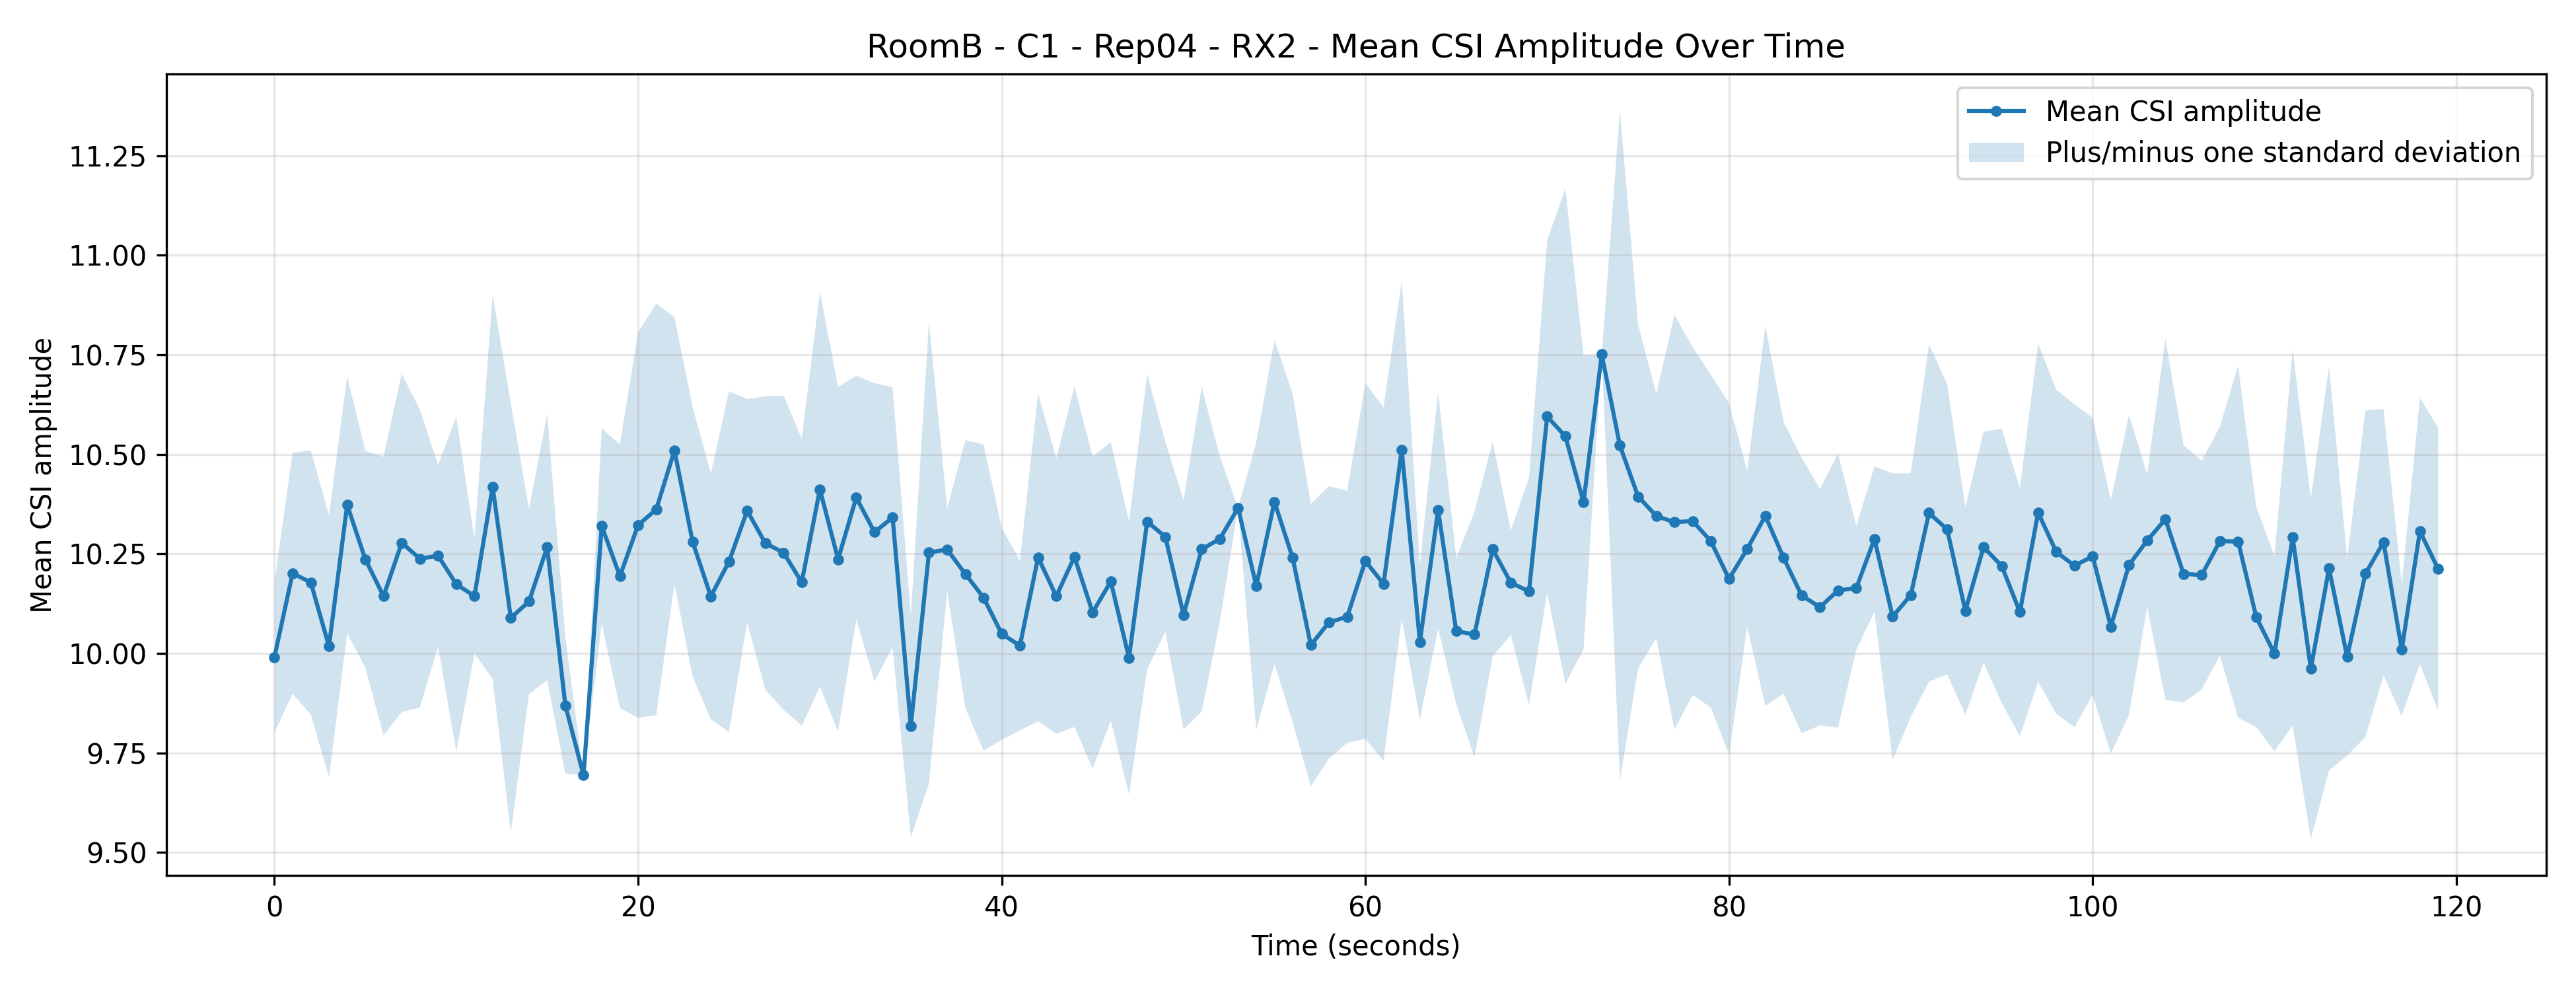 RoomB - C1 - Rep04 - RX2 - Mean CSI Amplitude Over Time
Mean CSI amplitude
Plus/minus one standard deviation
Mean CSI amplitude
11.25
11.00
10.75
10.50
10.25
10.00
9.75
9.50
0 20 40 60 80 100 120
Time (seconds)